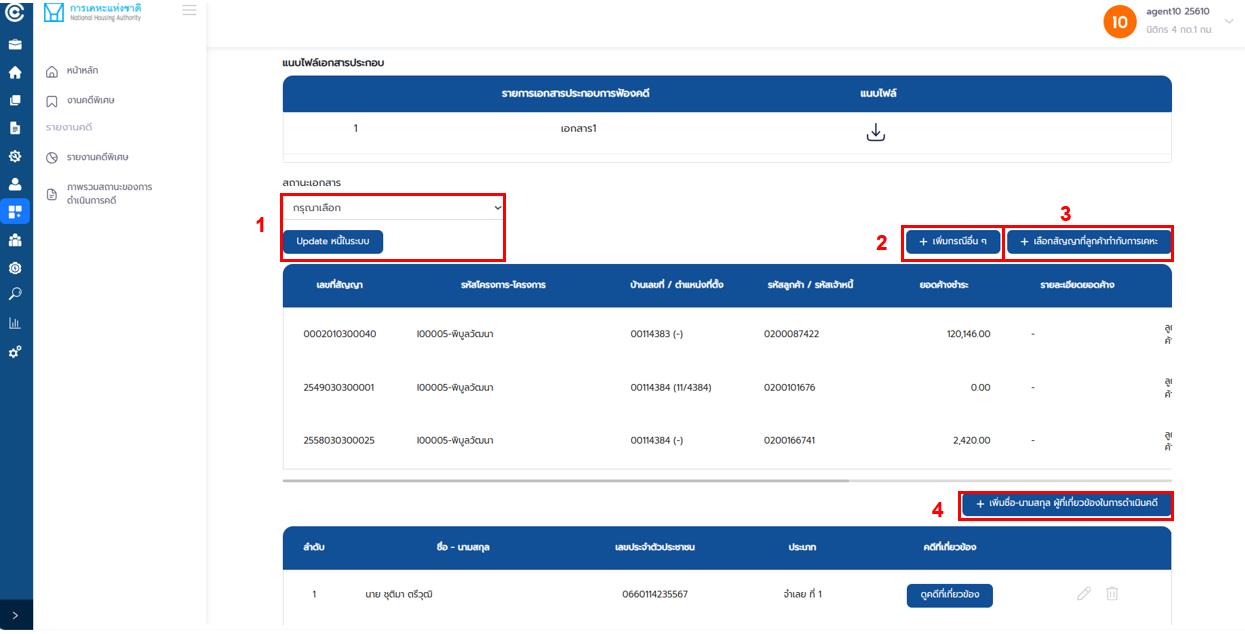 การเคหะแห่งชาติ
National Housing Authority
10
agent10 25610
นิติกร 4 กด.1 กม.
หน้าหลัก
งานคดีพิเศษ
รายงานคดี
รายงานคดีพิเศษ
ภาพรวมสถานะของการ
ดำเนินการคดี
แนบไฟล์เอกสารประกอบ
รายการเอกสารประกอบการฟ้องคดี แนบไฟล์
1 เอกสาร1
สถานะเอกสาร
1
กรุณาเลือก
Update หนี้ในระบบ
2
+ เพิ่มกรณีอื่น ๆ
3
+ เลือกสัญญาที่ลูกค้าทำกับการเคหะ
เลขที่สัญญา รหัสโครงการ-โครงการ บ้านเลขที่ / ตำแหน่งที่ตั้ง รหัสลูกค้า / รหัสเจ้าหนี้ ยอดค้างชำระ รายละเอียดยอดค้าง
0002010300040 I00005-พิบูลวัฒนา 00114383 (-) 0200087422 120,146.00 -
2549030300001 I00005-พิบูลวัฒนา 00114384 (11/4384) 0200101676 0.00 -
2558030300025 I00005-พิบูลวัฒนา 00114384 (-) 0200166741 2,420.00 -
4
+ เพิ่มชื่อ-นามสกุล ผู้ที่เกี่ยวข้องในการดำเนินคดี
ลำดับ ชื่อ - นามสกุล เลขประจำตัวประชาชน ประเภท คดีที่เกี่ยวข้อง
1 นาย ชุติมา ตรีวุฒิ 0660114235567 จำเลย ที่ 1 ดูคดีที่เกี่ยวข้อง